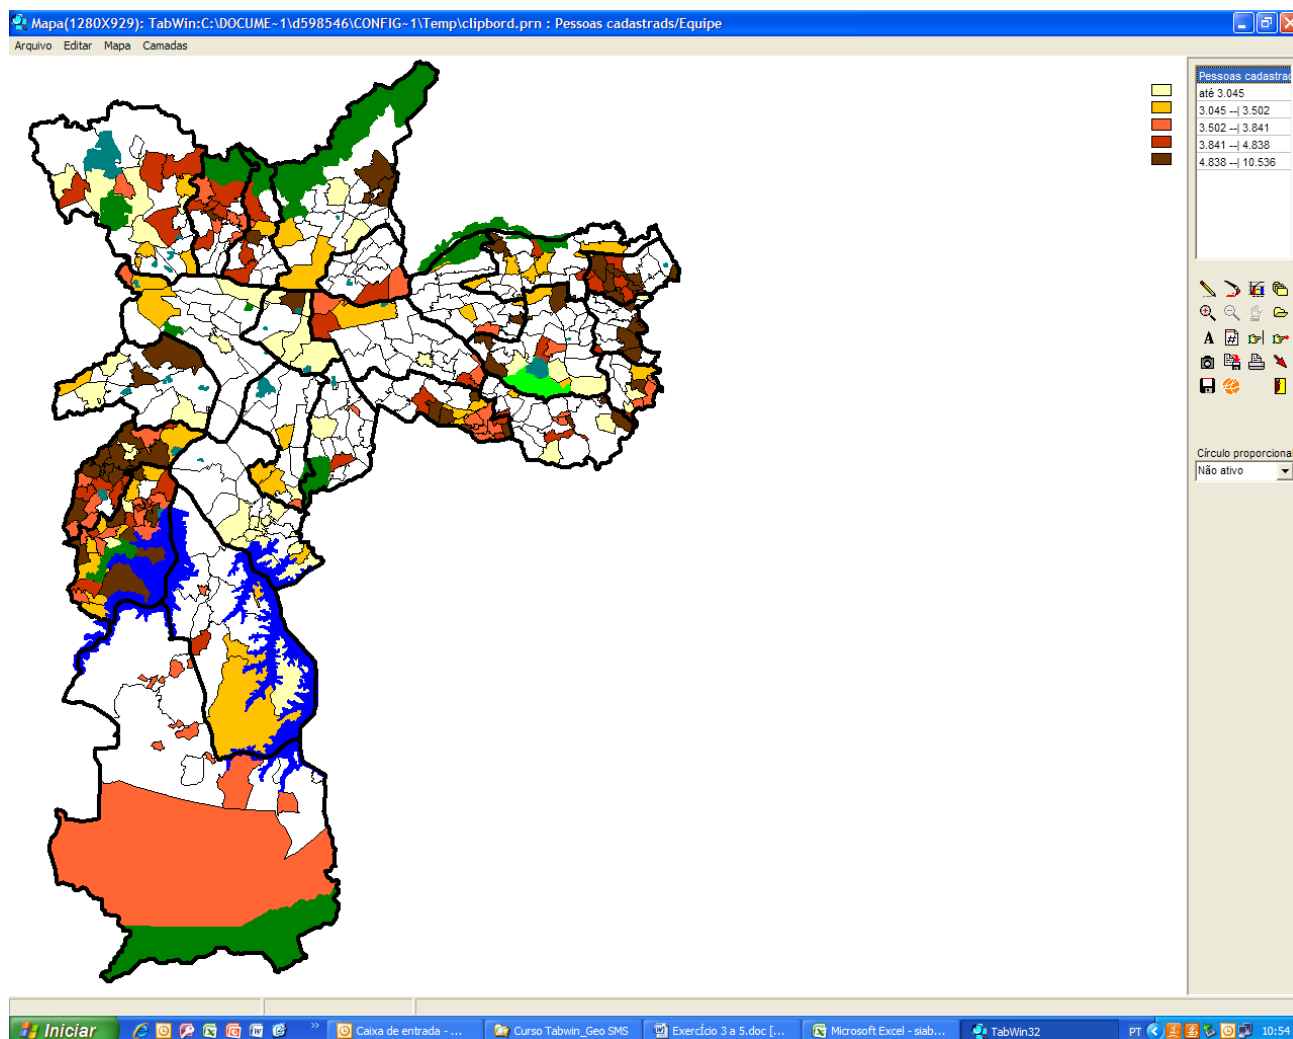 Mapa(1280X929): TabWin:C:\DOCUME~1\d598546\CONFIG~1\Temp\clipbord.prn : Pessoas cadastrads/Equipe
Arquivo Editar Mapa Camadas
Pessoas cadastrad
até 3.045
3.045 --| 3.502
3.502 --| 3.841
3.841 --| 4.838
4.838 --| 10.536
A
#
Círculo proporcional
Não ativo
Iniciar
»
Caixa de entrada - ...
Curso Tabwin_Geo SMS
Exercício 3 a 5.doc [...
Microsoft Excel - siab...
TabWin32
PT
10:54